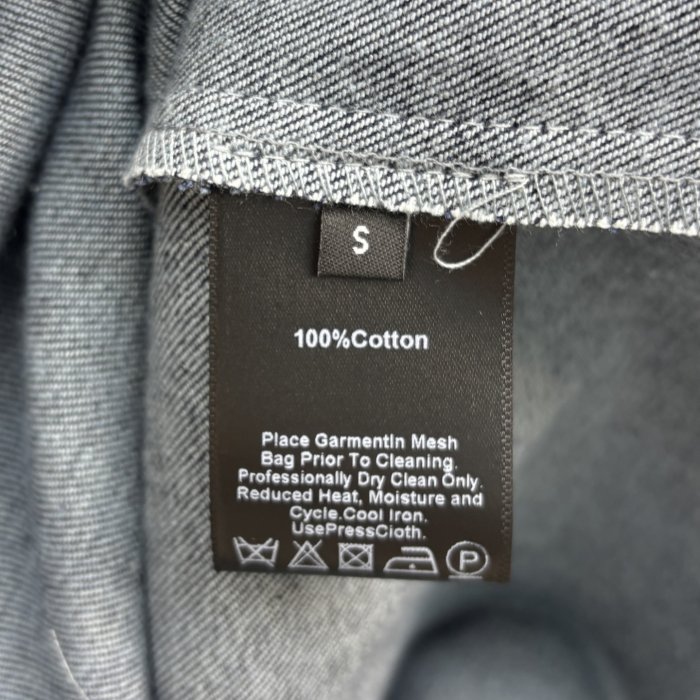 S
100%Cotton
Place GarmentIn Mesh
Bag Prior To Cleaning.
Professionally Dry Clean Only.
Reduced Heat, Moisture and
Cycle.Cool Iron.
UsePressCloth.
P